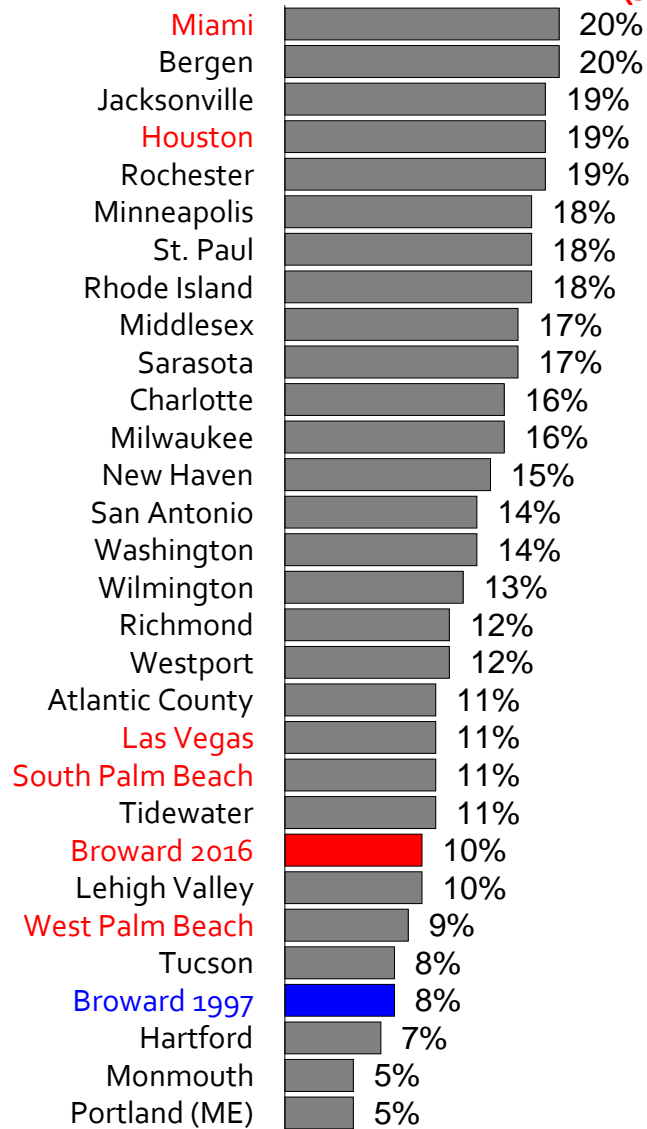 Miami 20%
Bergen 20%
Jacksonville 19%
Houston 19%
Rochester 19%
Minneapolis 18%
St. Paul 18%
Rhode Island 18%
Middlesex 17%
Sarasota 17%
Charlotte 16%
Milwaukee 16%
New Haven 15%
San Antonio 14%
Washington 14%
Wilmington 13%
Richmond 12%
Westport 12%
Atlantic County 11%
Las Vegas 11%
South Palm Beach 11%
Tidewater 11%
Broward 2016 10%
Lehigh Valley 10%
West Palm Beach 9%
Tucson 8%
Broward 1997 8%
Hartford 7%
Monmouth 5%
Portland (ME) 5%